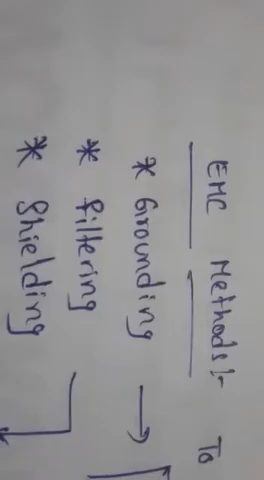 EMC Methods:- To
* Grounding →
* filtering
* Shielding